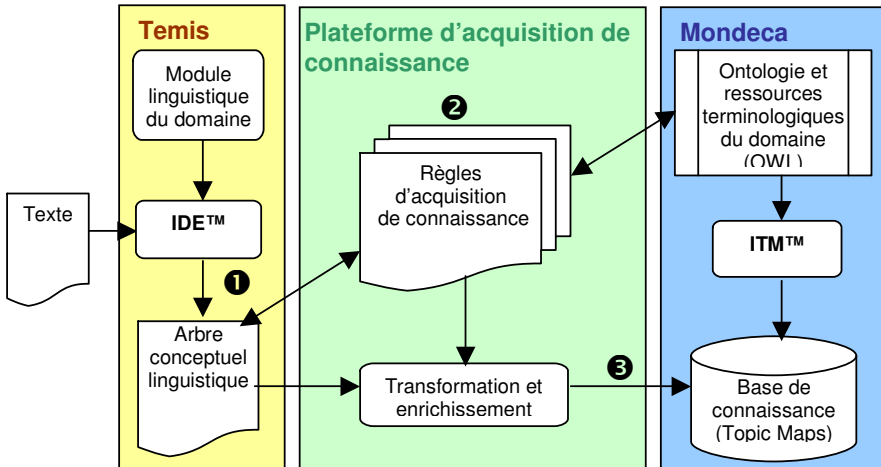 Temis
Module
linguistique
du domaine
Texte
IDE™
❶
Arbre
conceptuel
linguistique
Plateforme d'acquisition de
connaissance
❷
Règles
d'acquisition
de connaissance
Transformation et
enrichissement
❸
Mondeca
Ontologie et
ressources
terminologiques
du domaine
(OWL)
ITM™
Base de
connaissance
(Topic Maps)